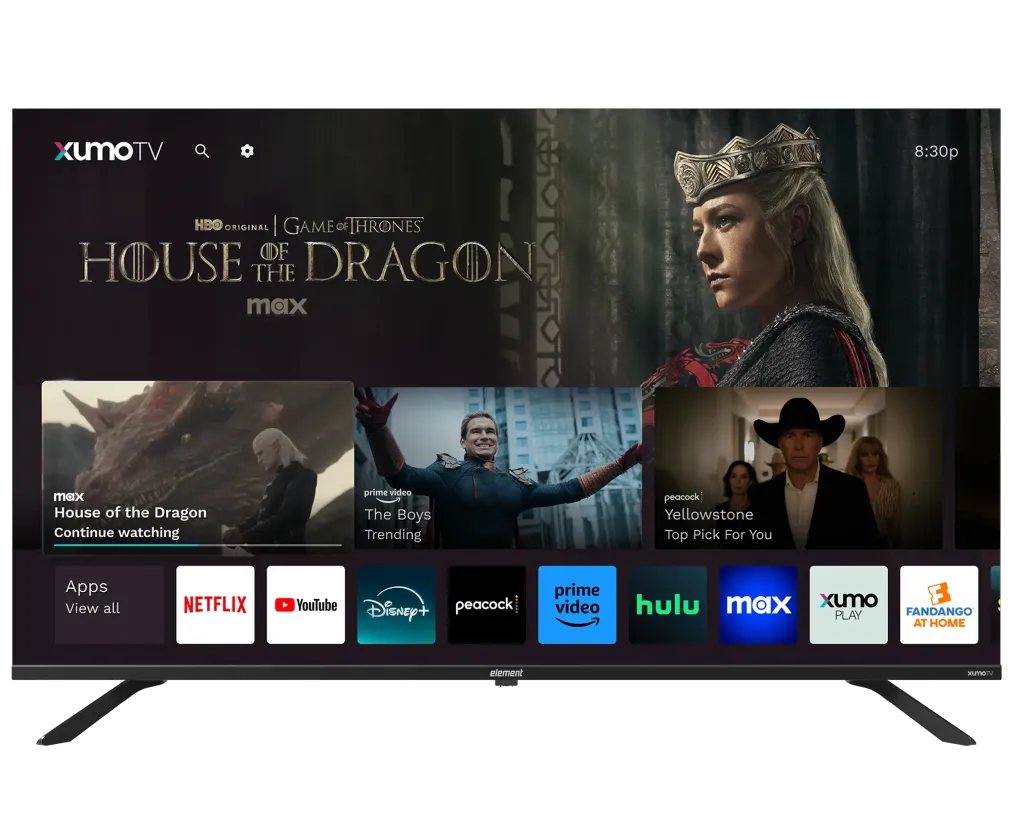 xumoTV
8:30p
HBO ORIGINAL | GAME OF THRONES
HOUSE OF THE DRAGON
max
max
House of the Dragon
Continue watching
prime video
The Boys
Trending
peacock
Yellowstone
Top Pick For You
Apps
View all
NETFLIX
YouTube
Disney+
peacock
prime video
hulu
max
xumo PLAY
FANDANGO AT HOME
element
xumoTV